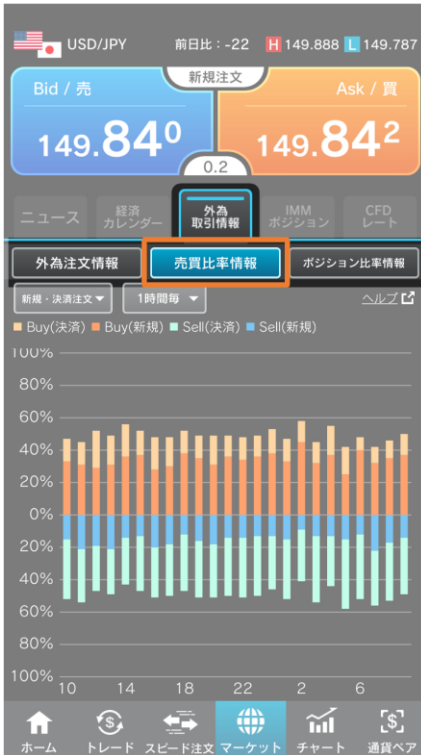 USD/JPY 前日比：-22 H 149.888 L 149.787
Bid / 売 新規注文 Ask / 買
149.840 149.842
0.2
ニュース 経済カレンダー 外為取引情報 IMMポジション CFDレート
外為注文情報 売買比率情報 ポジション比率情報
新規・決済注文▼ 1時間毎 ▼ ヘルプ
Buy(決済) Buy(新規) Sell(決済) Sell(新規)
100%
80%
60%
40%
20%
0%
20%
40%
60%
80%
100%
10 14 18 22 2 6
ホーム トレード スピード注文 マーケット チャート 通貨ペア